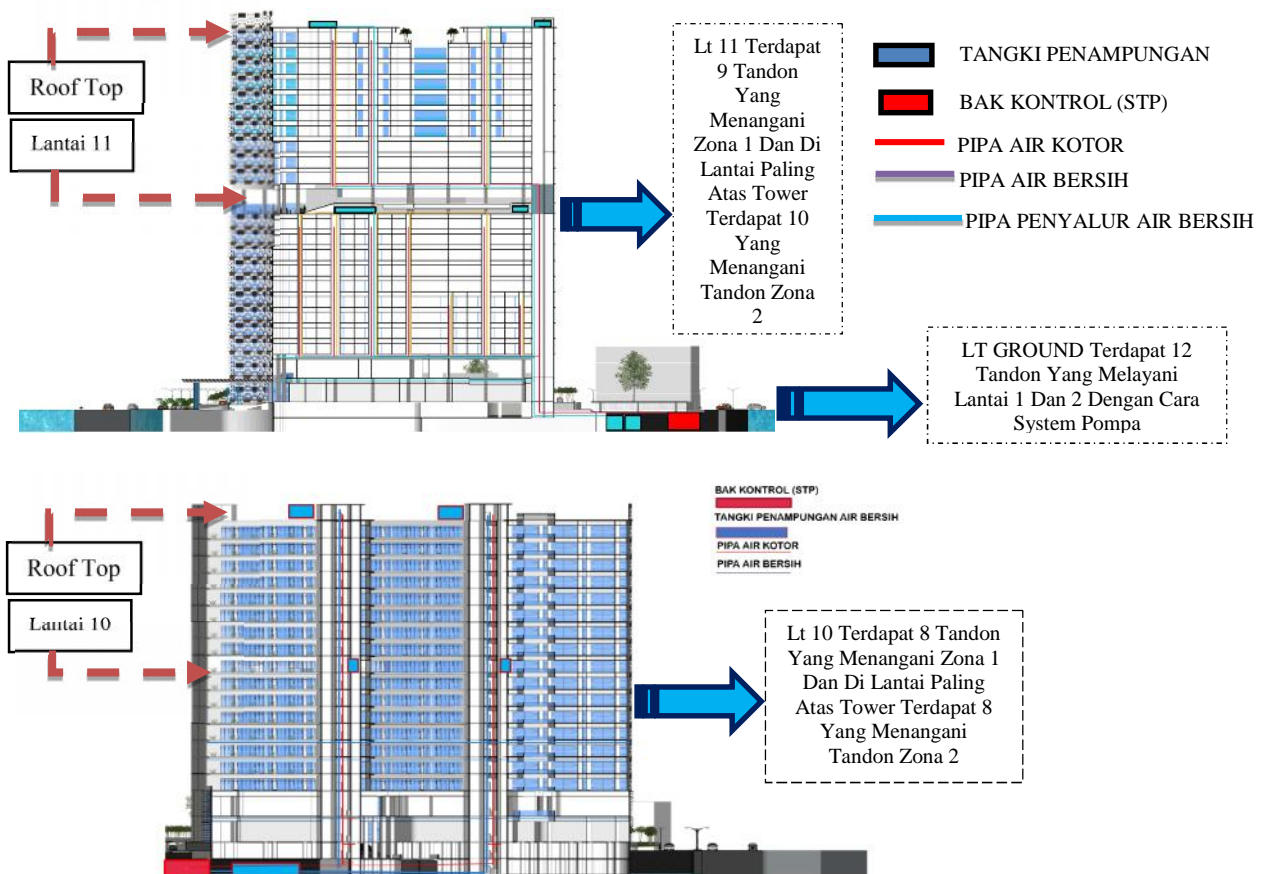 Roof Top
Lantai 11
Lt 11 Terdapat
9 Tandon
Yang
Menangani
Zona 1 Dan Di
Lantai Paling
Atas Tower
Terdapat 10
Yang
Menangani
Tandon Zona
2
TANGKI PENAMPUNGAN
BAK KONTROL (STP)
PIPA AIR KOTOR
PIPA AIR BERSIH
PIPA PENYALUR AIR BERSIH
LT GROUND Terdapat 12
Tandon Yang Melayani
Lantai 1 Dan 2 Dengan Cara
System Pompa
Roof Top
Lantai 10
BAK KONTROL (STP)
TANGKI PENAMPUNGAN AIR BERSIH
PIPA AIR KOTOR
PIPA AIR BERSIH
Lt 10 Terdapat 8 Tandon
Yang Menangani Zona 1
Dan Di Lantai Paling
Atas Tower Terdapat 8
Yang Menangani
Tandon Zona 2